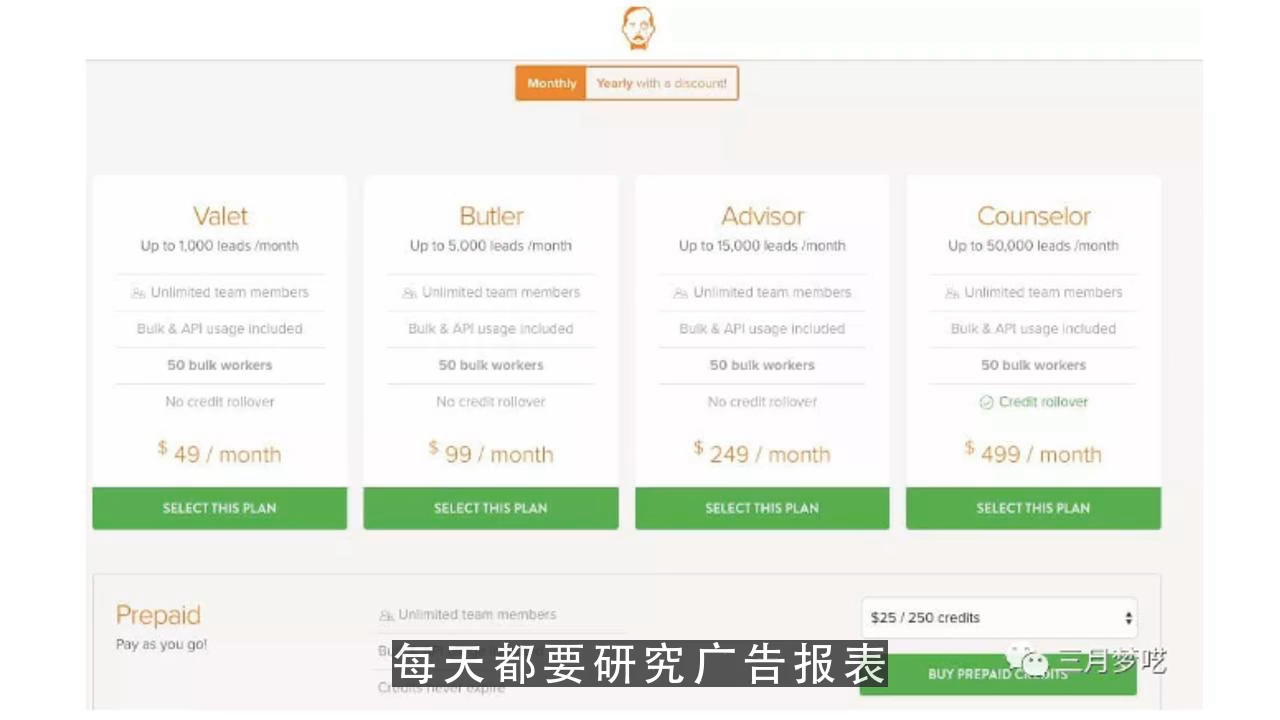 Monthly
Yearly with a discount!
Valet
Up to 1,000 leads /month
Unlimited team members
Bulk & API usage included
50 bulk workers
No credit rollover
$ 49 / month
SELECT THIS PLAN
Butler
Up to 5,000 leads /month
Unlimited team members
Bulk & API usage included
50 bulk workers
No credit rollover
$ 99 / month
SELECT THIS PLAN
Advisor
Up to 15,000 leads /month
Unlimited team members
Bulk & API usage included
50 bulk workers
No credit rollover
$ 249 / month
SELECT THIS PLAN
Counselor
Up to 50,000 leads /month
Unlimited team members
Bulk & API usage included
50 bulk workers
Credit rollover
$ 499 / month
SELECT THIS PLAN
Prepaid
Pay as you go!
Unlimited team members
Credits never expire
$25 / 250 credits
BUY PREPAID CREDITS
三月梦呓
每天都要研究广告报表